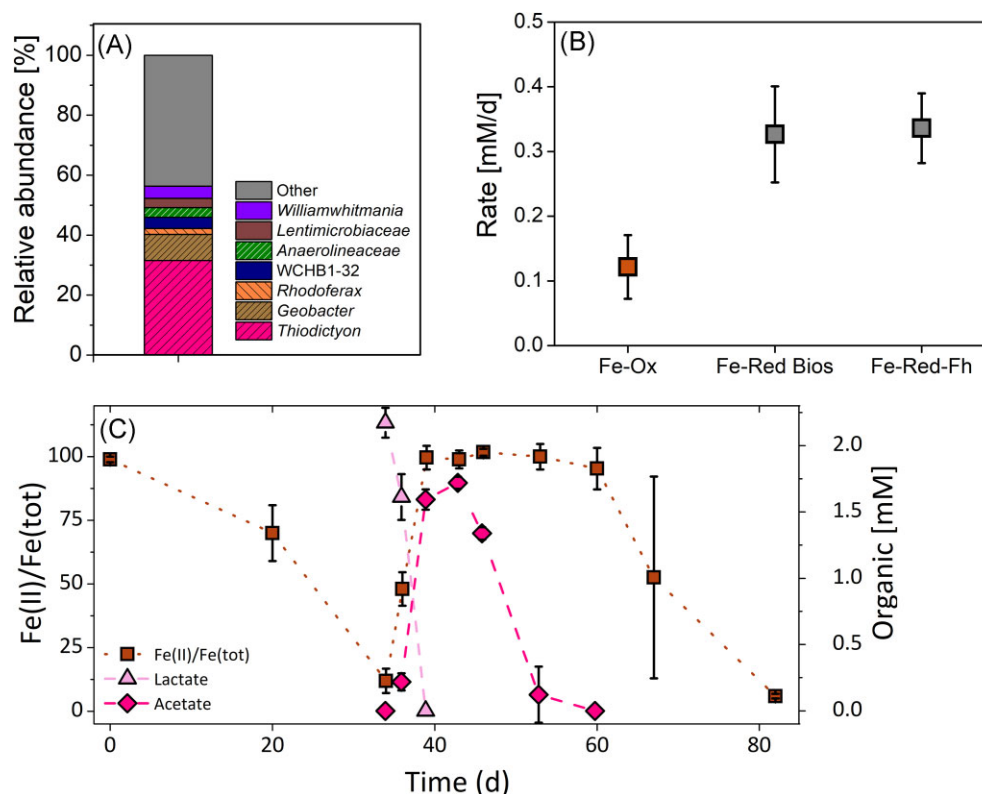 (A)
Relative abundance [%]
100
80
60
40
20
0
Other
Williamwhitmania
Lentimicrobiaceae
Anaerolineaceae
WCHB1-32
Rhodoferax
Geobacter
Thiodictyon
(B)
Rate [mM/d]
0.5
0.4
0.3
0.2
0.1
0.0
Fe-Ox Fe-Red Bios Fe-Red-Fh
(C)
Fe(II)/Fe(tot)
100
75
50
25
0
Fe(II)/Fe(tot)
Lactate
Acetate
2.0
1.5
1.0
0.5
0.0
Organic [mM]
0 20 40 60 80
Time (d)